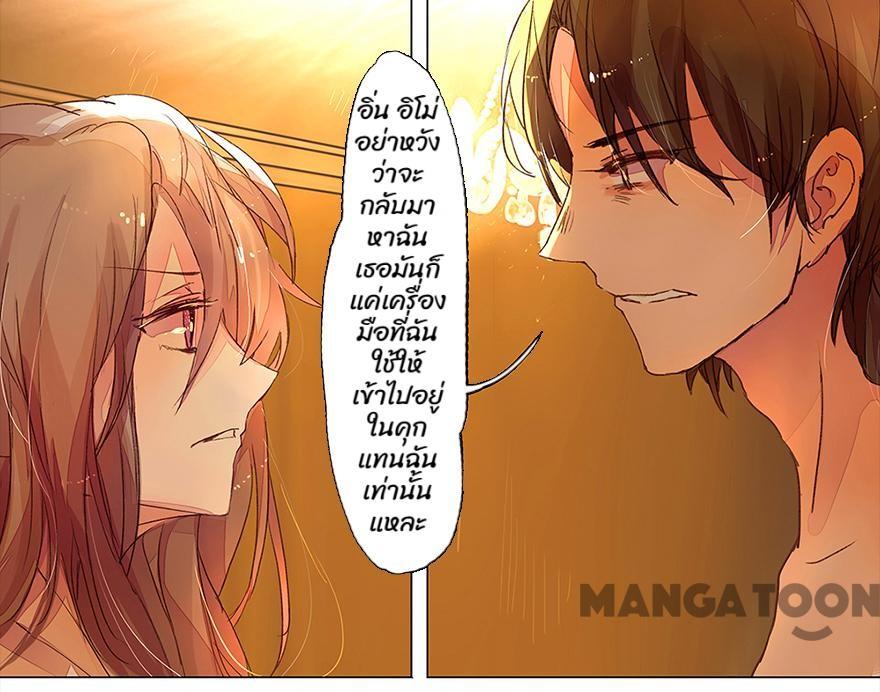 อิ่น อิโม่
อย่าหวัง
ว่าจะ
กลับมา
หาฉัน
เธอมันก็
แค่เครื่อง
มือที่ฉัน
ใช้ให้
เข้าไปอยู่
ในคุก
แทนฉัน
เท่านั้น
แหละ
MANGATOON